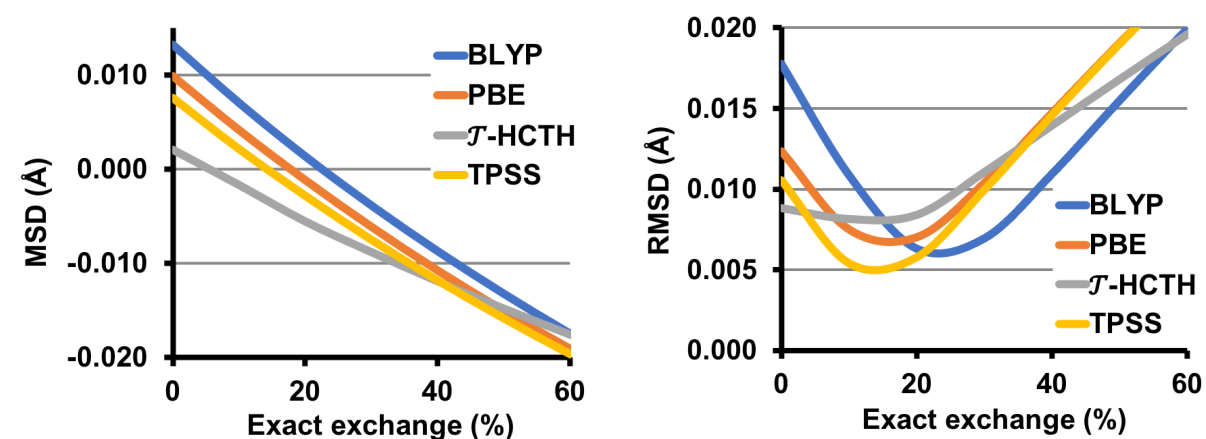 MSD (Å)
0.010
0.000
-0.010
-0.020
BLYP
PBE
𝒯-HCTH
TPSS
0
20
40
60
Exact exchange (%)
RMSD (Å)
0.020
0.015
0.010
0.005
0.000
BLYP
PBE
𝒯-HCTH
TPSS
0
20
40
60
Exact exchange (%)